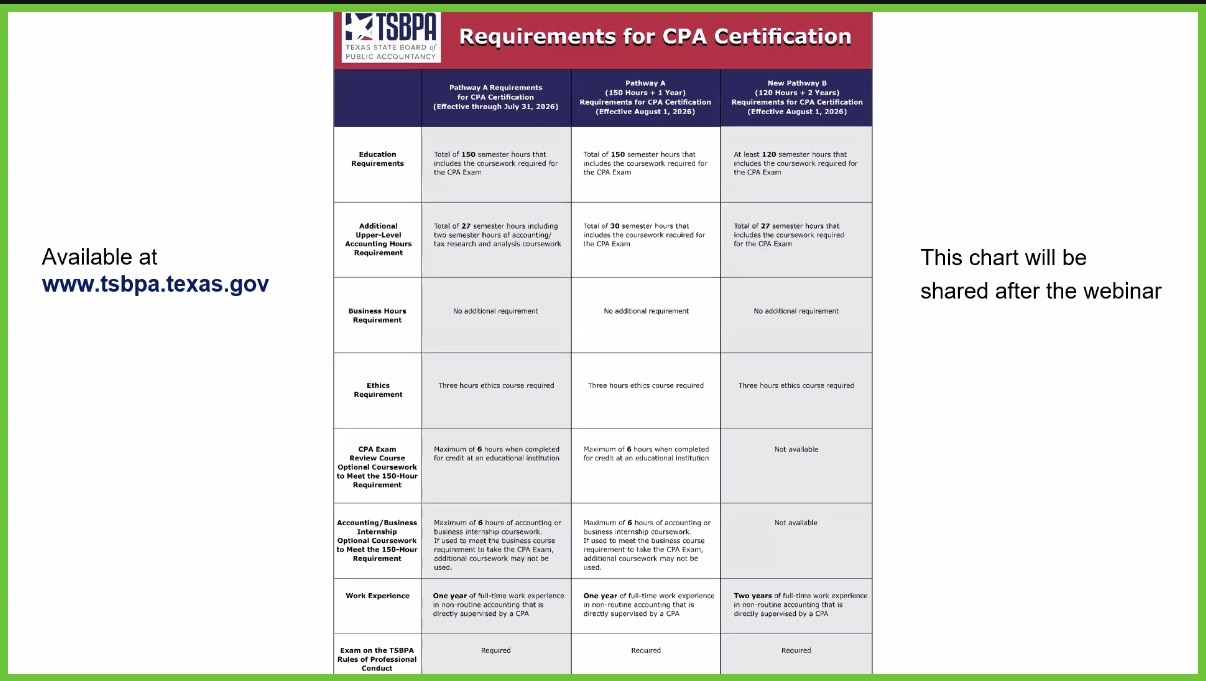 TSBPA
TEXAS STATE BOARD of
PUBLIC ACCOUNTANCY
Requirements for CPA Certification
Pathway A Requirements
for CPA Certification
(Effective through July 31, 2026)
Pathway A
(150 Hours + 1 Year)
Requirements for CPA Certification
(Effective August 1, 2026)
New Pathway B
(120 Hours + 2 Years)
Requirements for CPA Certification
(Effective August 1, 2026)
Education
Requirements
Total of 150 semester hours that
includes the coursework required for
the CPA Exam
Total of 150 semester hours that
includes the coursework required for
the CPA Exam
At least 120 semester hours that
includes the coursework required for
the CPA Exam
Additional
Upper-Level
Accounting Hours
Requirement
Total of 27 semester hours including
two semester hours of accounting/
tax research and analysis coursework
Total of 30 semester hours that
includes the coursework required for
the CPA Exam
Total of 27 semester hours that
includes the coursework required
for the CPA Exam
Business Hours
Requirement
No additional requirement
No additional requirement
No additional requirement
Ethics
Requirement
Three hours ethics course required
Three hours ethics course required
Three hours ethics course required
CPA Exam
Review Course
Optional Coursework
to Meet the 150-Hour
Requirement
Maximum of 6 hours when completed
for credit at an educational institution
Maximum of 6 hours when completed
for credit at an educational institution
Not available
Accounting/Business
Internship
Optional Coursework
to Meet the 150-Hour
Requirement
Maximum of 6 hours of accounting or
business internship coursework.
If used to meet the business course
requirement to take the CPA Exam,
additional coursework may not be
used.
Maximum of 6 hours of accounting or
business internship coursework.
If used to meet the business course
requirement to take the CPA Exam,
additional coursework may not be
used.
Not available
Work Experience
One year of full-time work experience
in non-routine accounting that is
directly supervised by a CPA
One year of full-time work experience
in non-routine accounting that is
directly supervised by a CPA
Two years of full-time work experience
in non-routine accounting that is
directly supervised by a CPA
Exam on the TSBPA
Rules of Professional
Conduct
Required
Required
Required
Available at
www.tsbpa.texas.gov
This chart will be
shared after the webinar